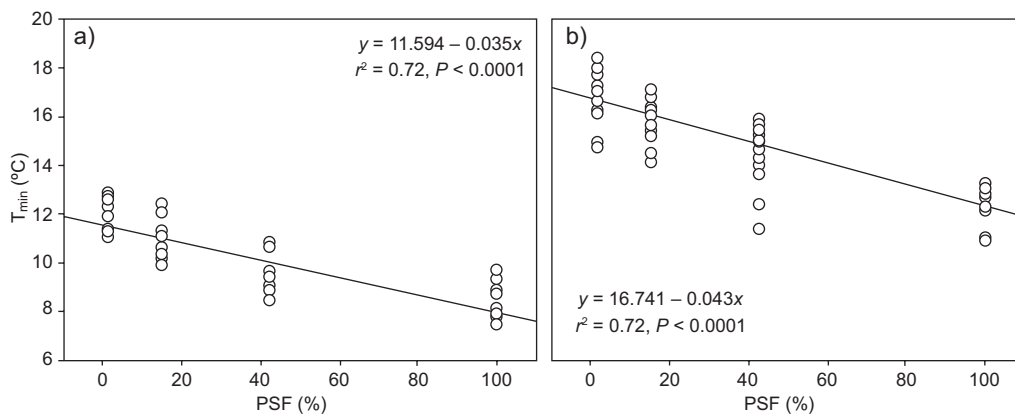 a)
y = 11.594 – 0.035x
r² = 0.72, P < 0.0001
b)
y = 16.741 – 0.043x
r² = 0.72, P < 0.0001
T_min (ºC)
20
18
16
14
12
10
8
6
0 20 40 60 80 100
PSF (%)
0 20 40 60 80 100
PSF (%)